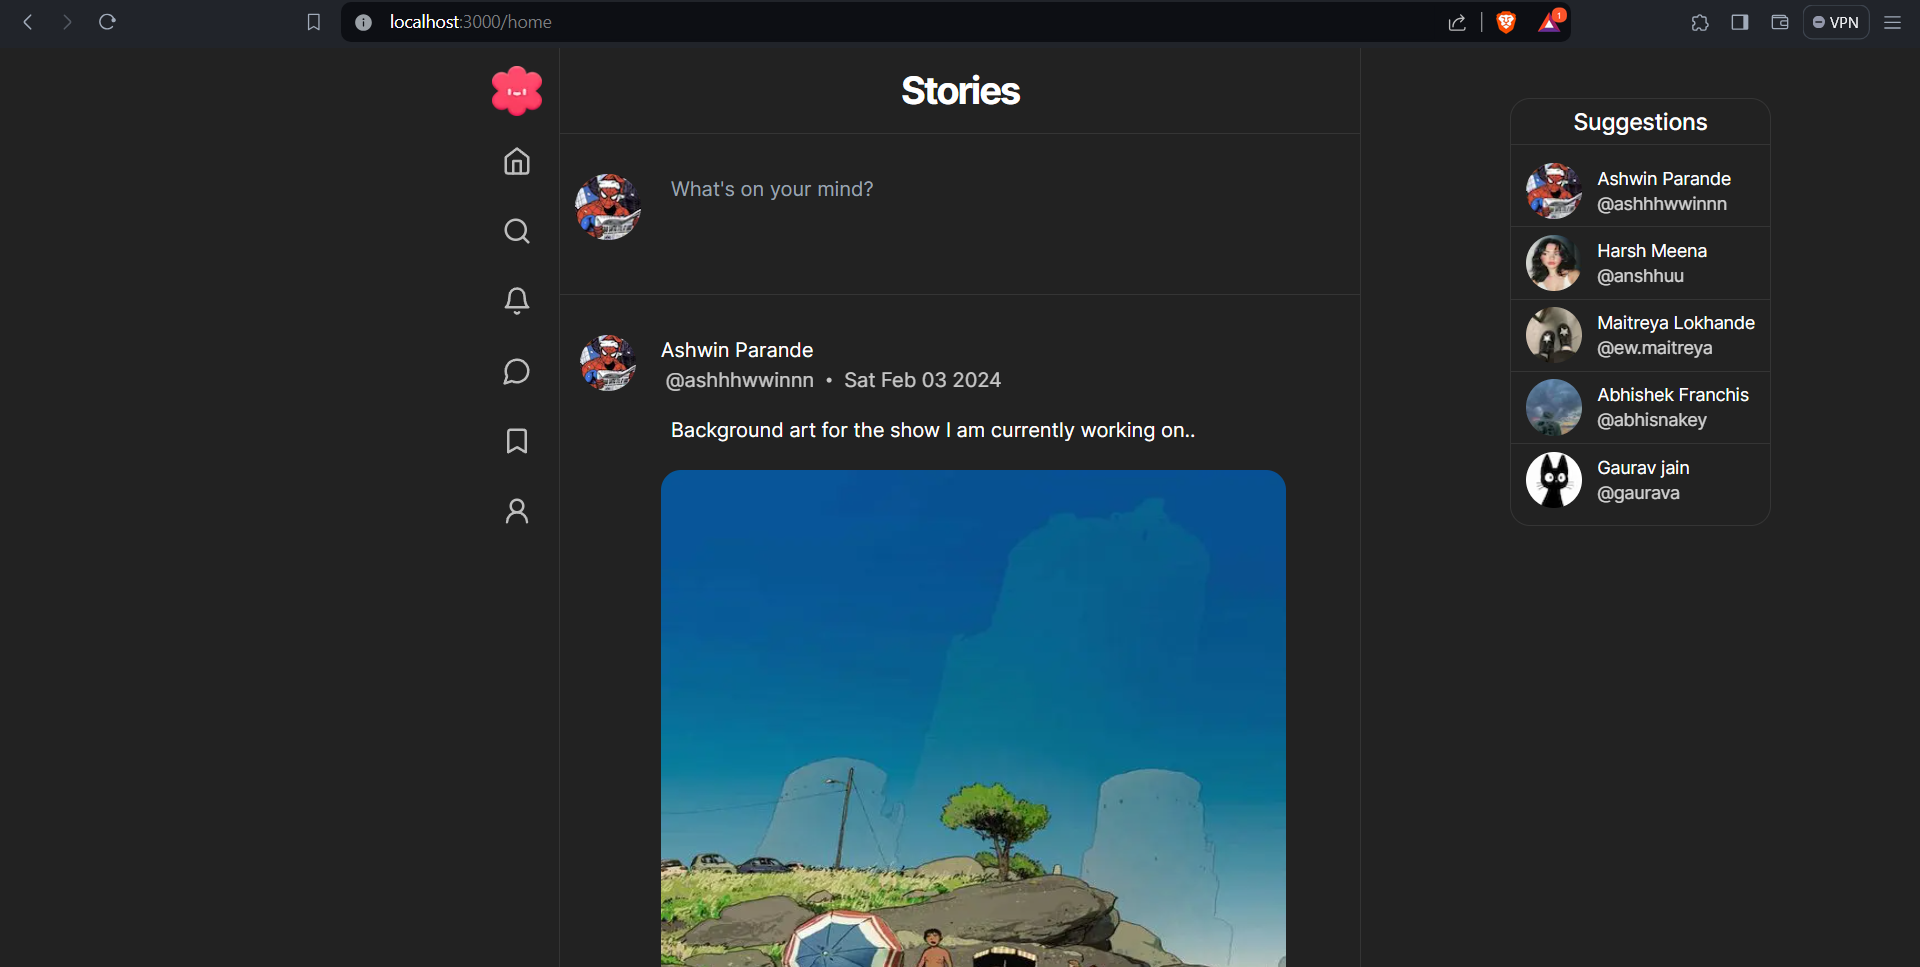 localhost:3000/home
1
VPN
Stories
What's on your mind?
Ashwin Parande
@ashhhwwinnn • Sat Feb 03 2024
Background art for the show I am currently working on..
Suggestions
Ashwin Parande
@ashhhwwinnn
Harsh Meena
@anshhuu
Maitreya Lokhande
@ew.maitreya
Abhishek Franchis
@abhisnakey
Gaurav jain
@gaurava